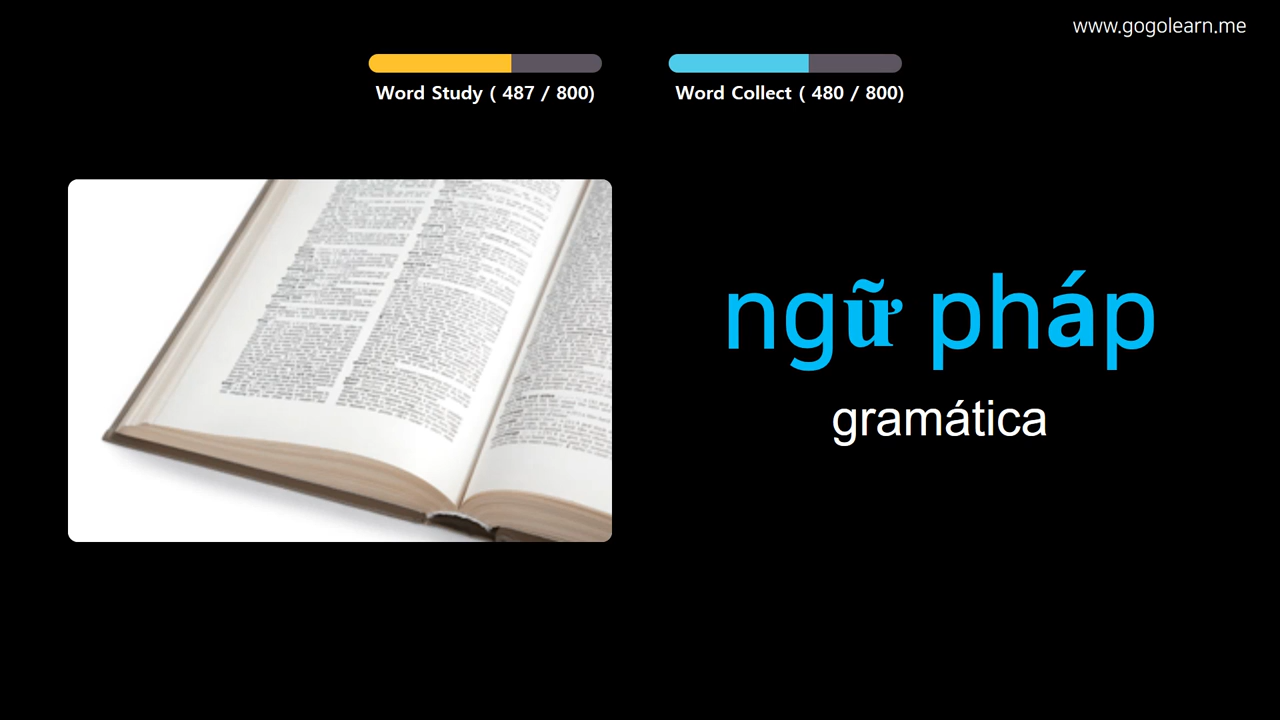 www.gogolearn.me
Word Study ( 487 / 800)
Word Collect ( 480 / 800)
ngữ pháp
gramática